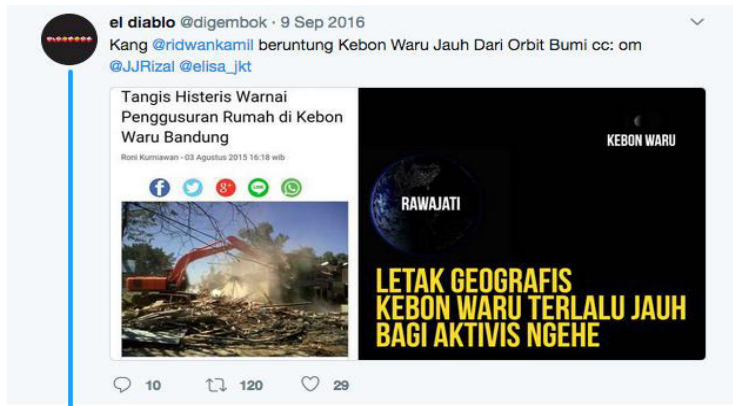 el diablo @digembok · 9 Sep 2016
Kang @ridwankamil beruntung Kebon Waru Jauh Dari Orbit Bumi cc: om
@JJRizal @elisa_jkt
Tangis Histeris Warnai
Penggusuran Rumah di Kebon
Waru Bandung
Roni Kurniawan - 03 Agustus 2015 16:18 wib
KEBON WARU
RAWAJATI
LETAK GEOGRAFIS
KEBON WARU TERLALU JAUH
BAGI AKTIVIS NGEHE
10 120 29